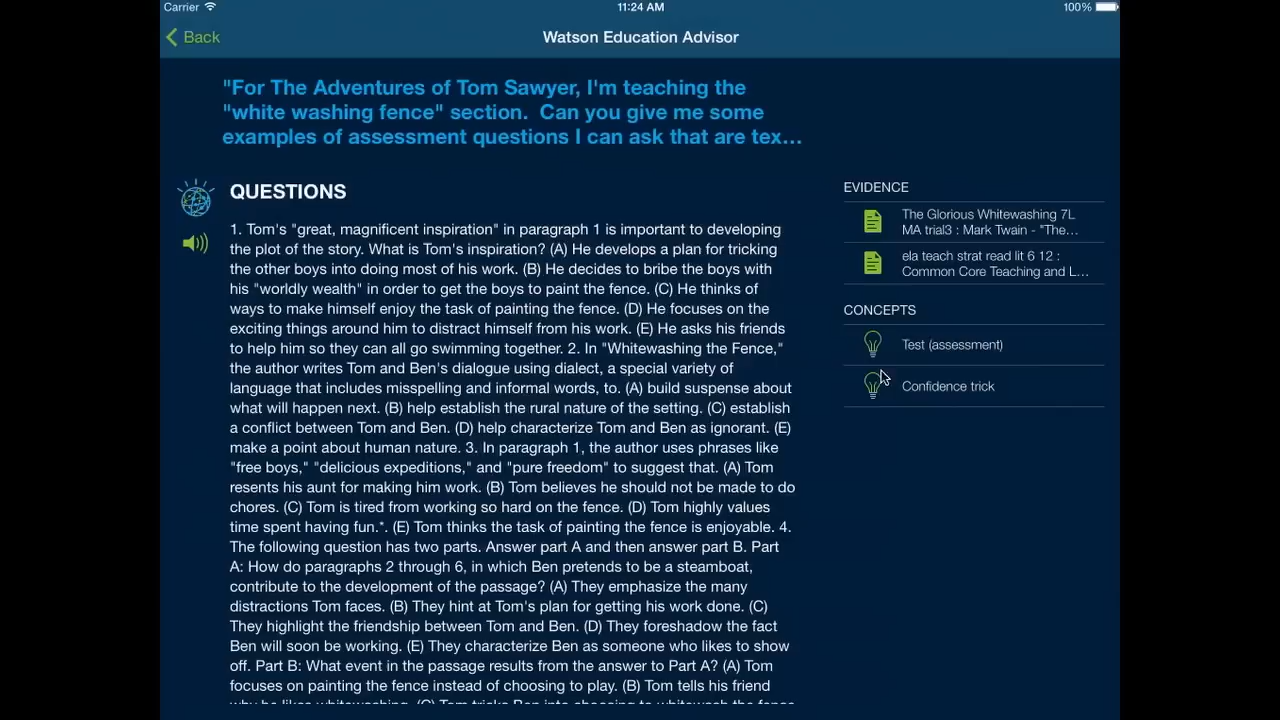 Carrier
11:24 AM
100%
Back
Watson Education Advisor
"For The Adventures of Tom Sawyer, I'm teaching the
"white washing fence" section.  Can you give me some
examples of assessment questions I can ask that are tex…
QUESTIONS
1. Tom's "great, magnificent inspiration" in paragraph 1 is important to developing
the plot of the story. What is Tom's inspiration? (A) He develops a plan for tricking
the other boys into doing most of his work. (B) He decides to bribe the boys with
his "worldly wealth" in order to get the boys to paint the fence. (C) He thinks of
ways to make himself enjoy the task of painting the fence. (D) He focuses on the
exciting things around him to distract himself from his work. (E) He asks his friends
to help him so they can all go swimming together. 2. In "Whitewashing the Fence,"
the author writes Tom and Ben's dialogue using dialect, a special variety of
language that includes misspelling and informal words, to. (A) build suspense about
what will happen next. (B) help establish the rural nature of the setting. (C) establish
a conflict between Tom and Ben. (D) help characterize Tom and Ben as ignorant. (E)
make a point about human nature. 3. In paragraph 1, the author uses phrases like
"free boys," "delicious expeditions," and "pure freedom" to suggest that. (A) Tom
resents his aunt for making him work. (B) Tom believes he should not be made to do
chores. (C) Tom is tired from working so hard on the fence. (D) Tom highly values
time spent having fun.*. (E) Tom thinks the task of painting the fence is enjoyable. 4.
The following question has two parts. Answer part A and then answer part B. Part
A: How do paragraphs 2 through 6, in which Ben pretends to be a steamboat,
contribute to the development of the passage? (A) They emphasize the many
distractions Tom faces. (B) They hint at Tom's plan for getting his work done. (C)
They highlight the friendship between Tom and Ben. (D) They foreshadow the fact
Ben will soon be working. (E) They characterize Ben as someone who likes to show
off. Part B: What event in the passage results from the answer to Part A? (A) Tom
focuses on painting the fence instead of choosing to play. (B) Tom tells his friend
why he likes whitewashing. (C) Tom tricks Ben into choosing to whitewash the fence
EVIDENCE
The Glorious Whitewashing 7L
MA trial3 : Mark Twain - "The…
ela teach strat read lit 6 12 :
Common Core Teaching and L…
CONCEPTS
Test (assessment)
Confidence trick